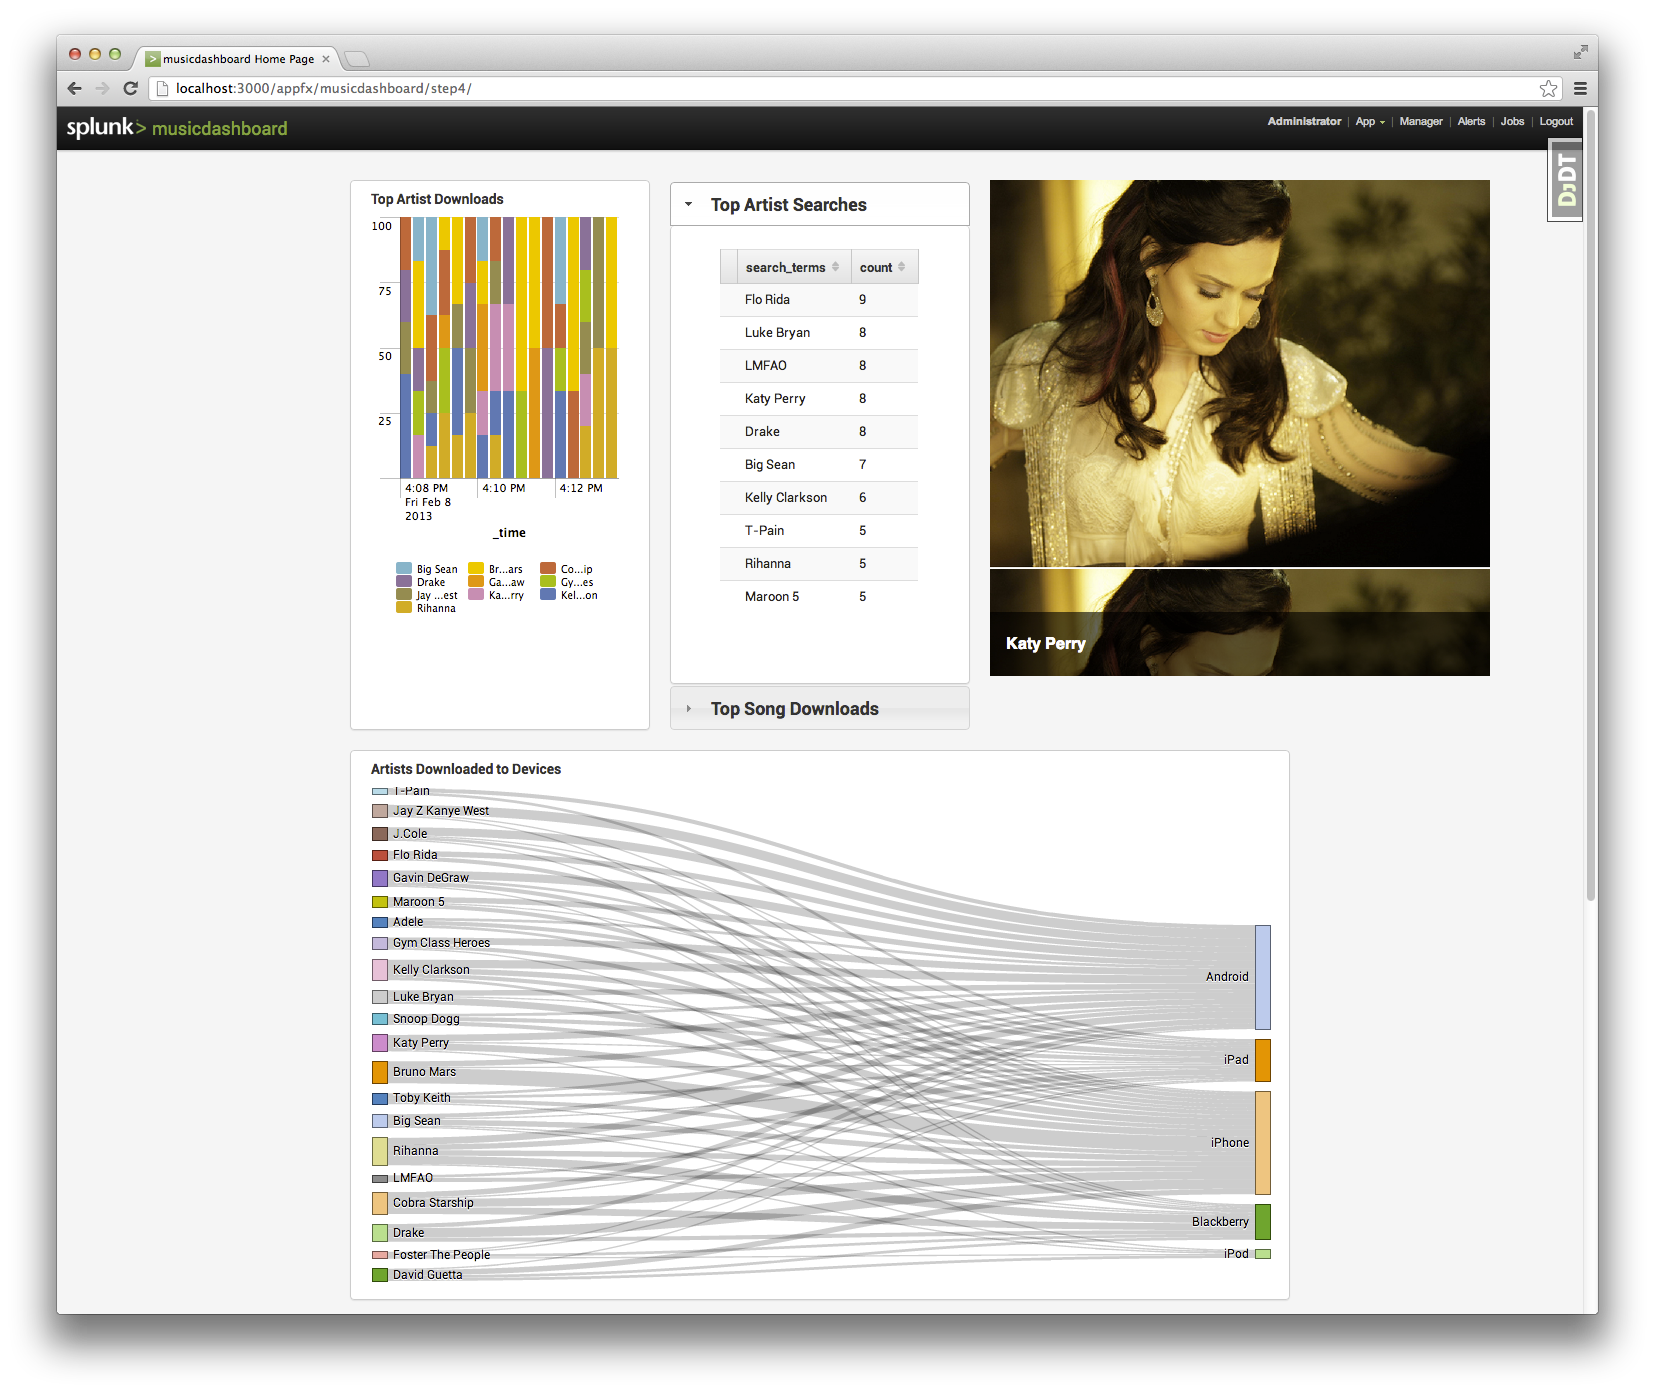 musicdashboard Home Page
localhost:3000/appfx/musicdashboard/step4/
splunk> musicdashboard
Administrator | App | Manager | Alerts | Jobs | Logout
DjDT
Top Artist Downloads
100
75
50
25
4:08 PM
Fri Feb 8
2013
4:10 PM
4:12 PM
_time
Big Sean
Br...ars
Co...ip
Drake
Ga...aw
Gy...es
Jay ...est
Ka...rry
Kel...on
Rihanna
Top Artist Searches
search_terms count
Flo Rida 9
Luke Bryan 8
LMFAO 8
Katy Perry 8
Drake 8
Big Sean 7
Kelly Clarkson 6
T-Pain 5
Rihanna 5
Maroon 5 5
Top Song Downloads
Katy Perry
Artists Downloaded to Devices
T-Pain
Jay Z Kanye West
J.Cole
Flo Rida
Gavin DeGraw
Maroon 5
Adele
Gym Class Heroes
Kelly Clarkson
Luke Bryan
Snoop Dogg
Katy Perry
Bruno Mars
Toby Keith
Big Sean
Rihanna
LMFAO
Cobra Starship
Drake
Foster The People
David Guetta
Android
iPad
iPhone
Blackberry
iPod